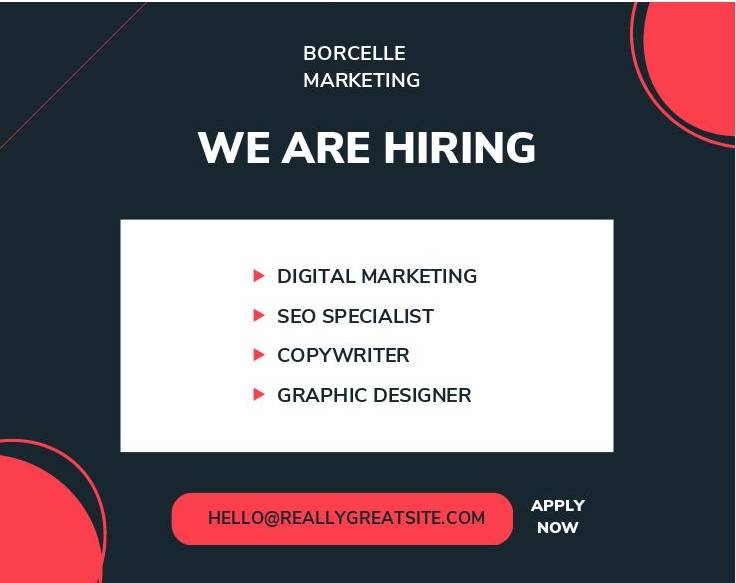 BORCELLE
MARKETING
WE ARE HIRING
DIGITAL MARKETING
SEO SPECIALIST
COPYWRITER
GRAPHIC DESIGNER
HELLO@REALLYGREATSITE.COM
APPLY
NOW